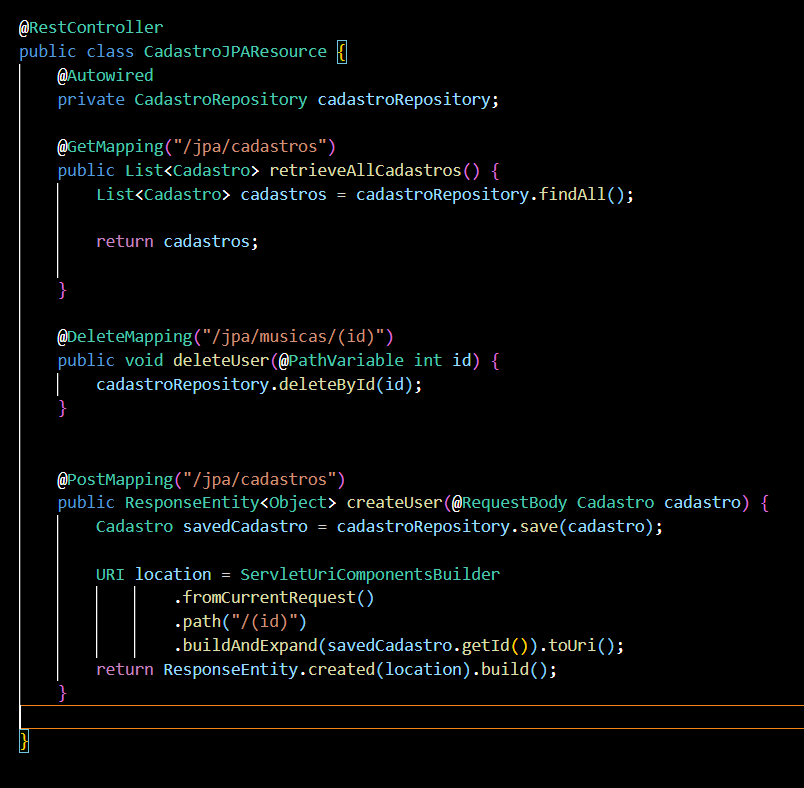 @RestController
public class CadastroJPAResource {
@Autowired
private CadastroRepository cadastroRepository;
@GetMapping("/jpa/cadastros")
public List<Cadastro> retrieveAllCadastros() {
List<Cadastro> cadastros = cadastroRepository.findAll();
return cadastros;
}
@DeleteMapping("/jpa/musicas/(id)")
public void deleteUser(@PathVariable int id) {
cadastroRepository.deleteById(id);
}
@PostMapping("/jpa/cadastros")
public ResponseEntity<Object> createUser(@RequestBody Cadastro cadastro) {
Cadastro savedCadastro = cadastroRepository.save(cadastro);
URI location = ServletUriComponentsBuilder
.fromCurrentRequest()
.path("/(id)")
.buildAndExpand(savedCadastro.getId()).toUri();
return ResponseEntity.created(location).build();
}
}